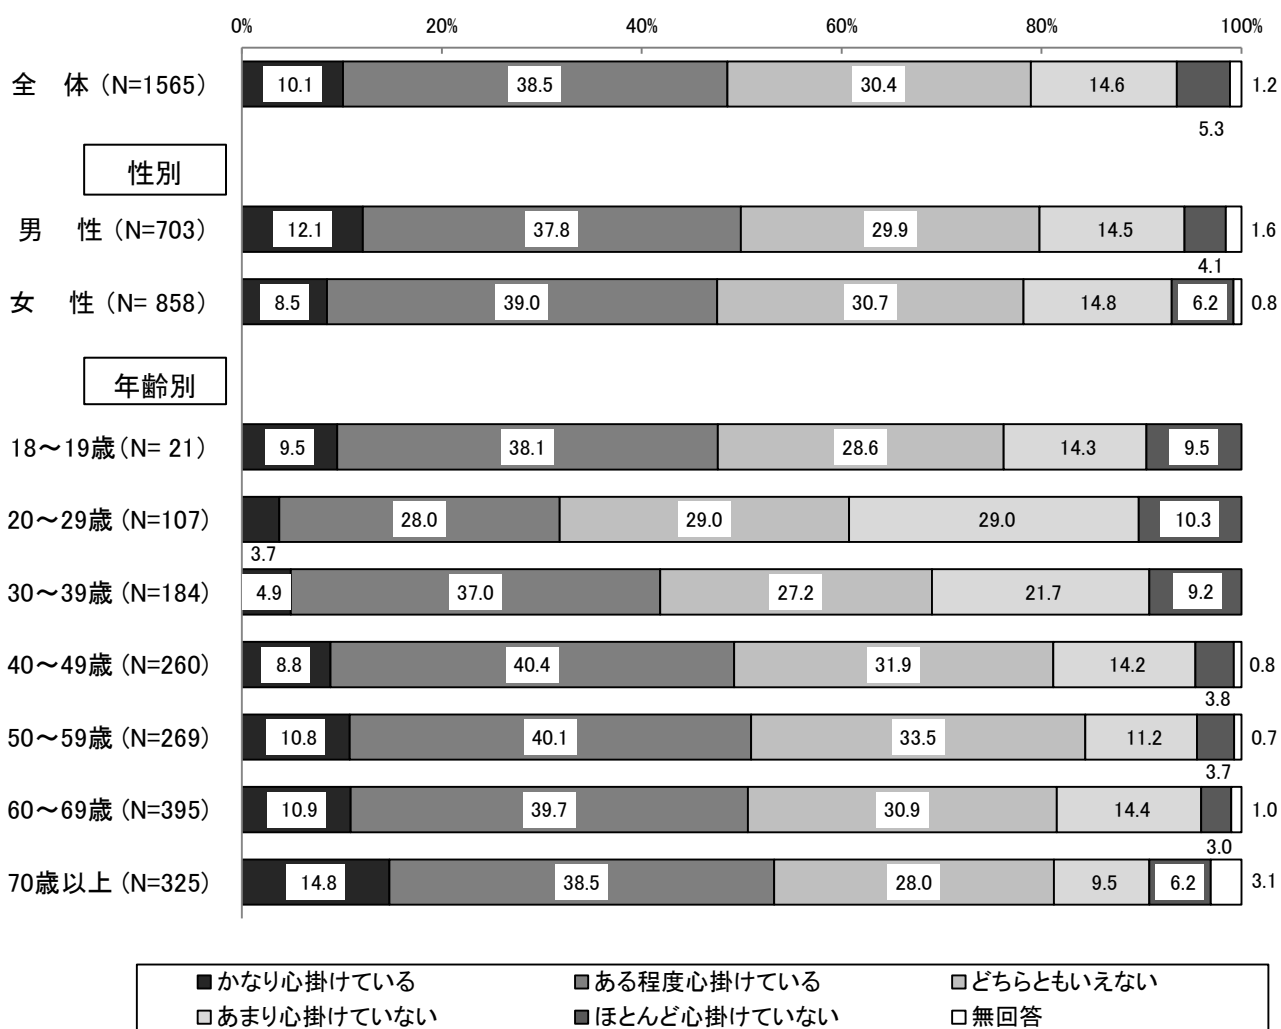 0% 20% 40% 60% 80% 100%
全　体 (N=1565) 10.1 38.5 30.4 14.6 1.2
5.3
性別
男　性 (N=703) 12.1 37.8 29.9 14.5 1.6
4.1
女　性 (N= 858) 8.5 39.0 30.7 14.8 6.2 0.8
年齢別
18～19歳(N= 21) 9.5 38.1 28.6 14.3 9.5
20～29歳 (N=107) 28.0 29.0 29.0 10.3
3.7
30～39歳 (N=184) 4.9 37.0 27.2 21.7 9.2
40～49歳 (N=260) 8.8 40.4 31.9 14.2 0.8
3.8
50～59歳 (N=269) 10.8 40.1 33.5 11.2 0.7
3.7
60～69歳 (N=395) 10.9 39.7 30.9 14.4 1.0
3.0
70歳以上 (N=325) 14.8 38.5 28.0 9.5 6.2 3.1
かなり心掛けている ある程度心掛けている どちらともいえない
あまり心掛けていない ほとんど心掛けていない 無回答